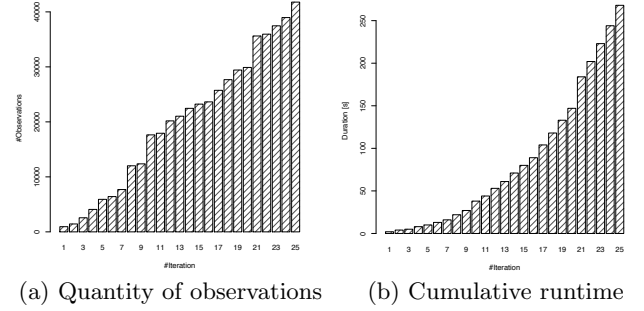 #Observations
40000
30000
20000
10000
0
1 3 5 7 9 11 13 15 17 19 21 23 25
#Iteration
(a) Quantity of observations
Duration [s]
250
200
150
100
50
0
1 3 5 7 9 11 13 15 17 19 21 23 25
#Iteration
(b) Cumulative runtime